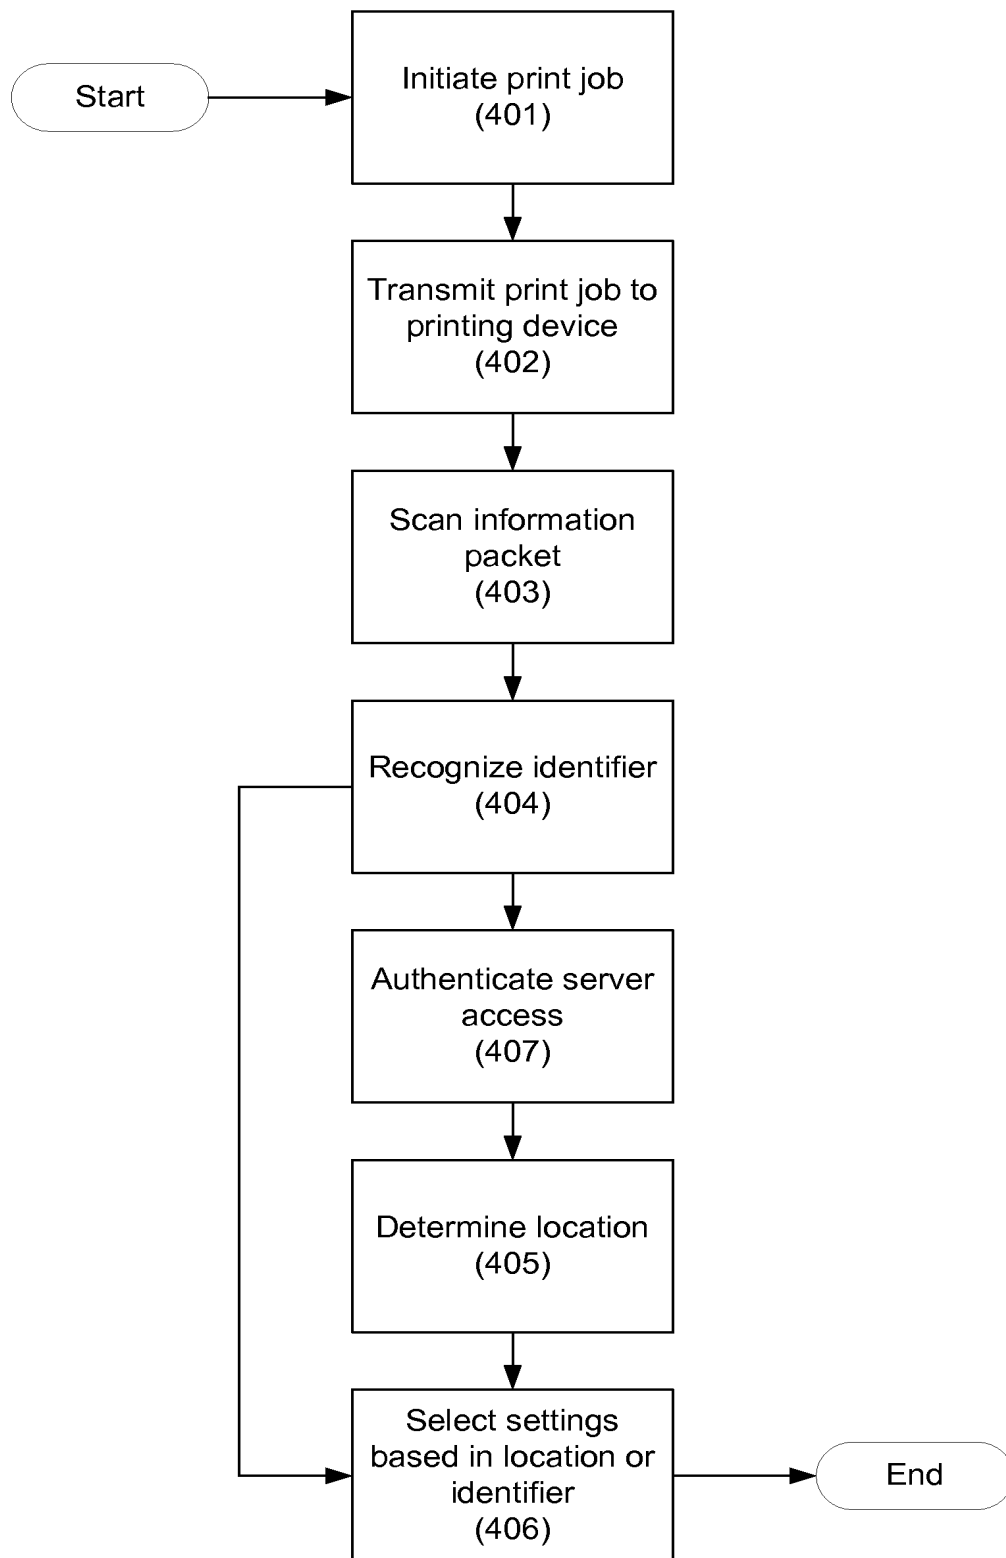 Start
Initiate print job
(401)
Transmit print job to
printing device
(402)
Scan information
packet
(403)
Recognize identifier
(404)
Authenticate server
access
(407)
Determine location
(405)
Select settings
based in location or
identifier
(406)
End